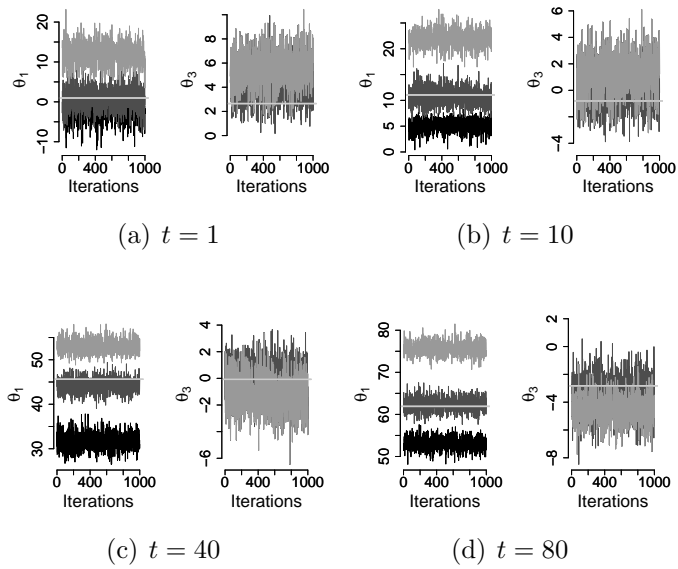 θ1
20
10
0
−10
0 400 1000
Iterations
θ3
10
8
6
4
2
0
0 400 1000
Iterations
(a) t = 1
θ1
25
20
15
10
5
0
0 400 1000
Iterations
θ3
6
4
2
0
−4
0 400 1000
Iterations
(b) t = 10
θ1
50
40
30
0 400 1000
Iterations
θ3
4
2
0
−2
−6
0 400 1000
Iterations
(c) t = 40
θ1
80
70
60
50
0 400 1000
Iterations
θ3
2
0
−4
−8
0 400 1000
Iterations
(d) t = 80